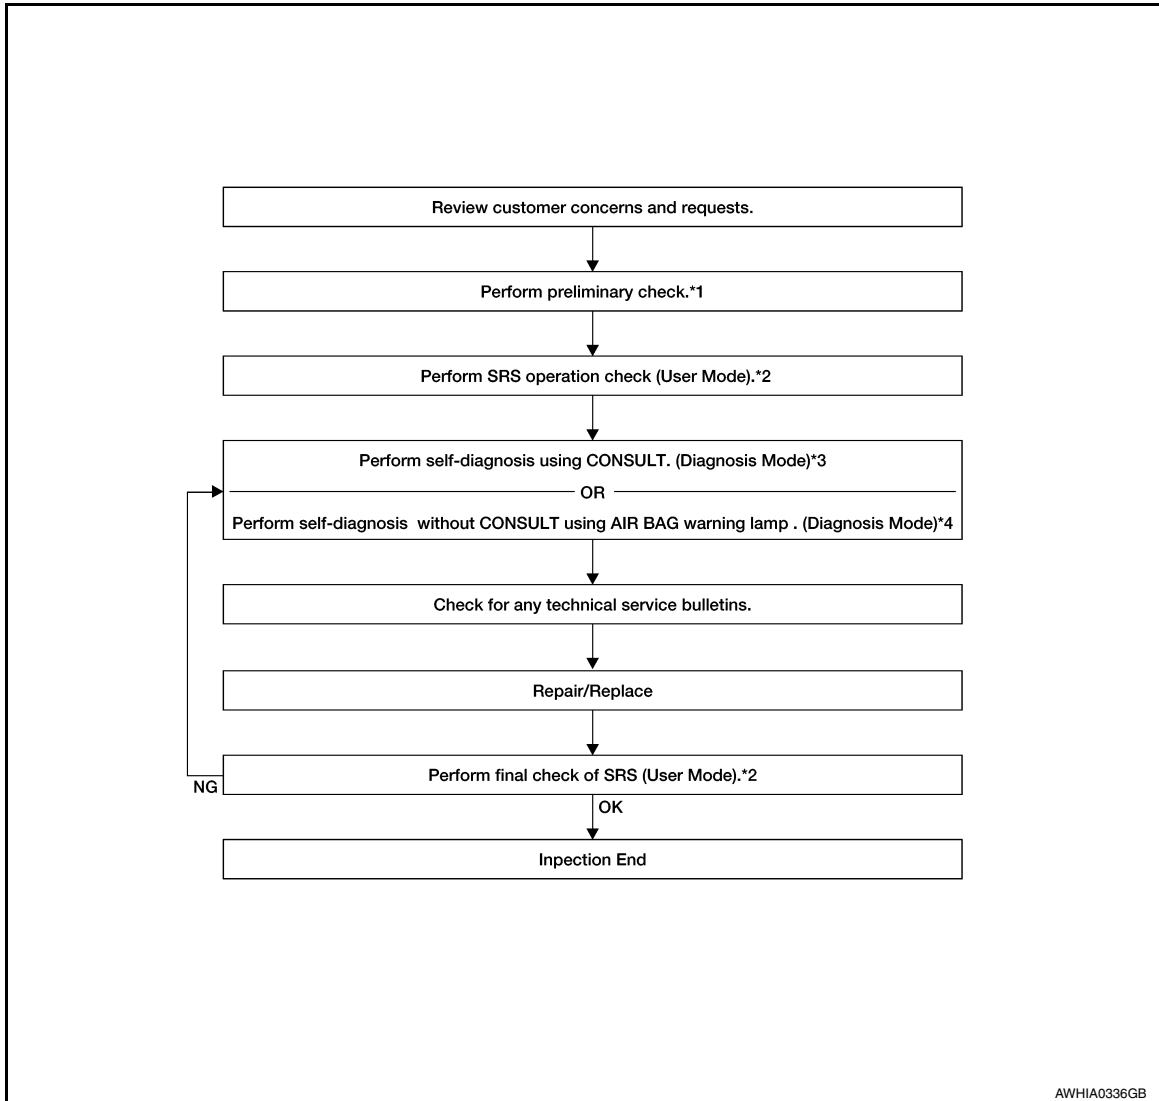 Review customer concerns and requests.
Perform preliminary check.*1
Perform SRS operation check (User Mode).*2
Perform self-diagnosis using CONSULT. (Diagnosis Mode)*3
OR
Perform self-diagnosis without CONSULT using AIR BAG warning lamp . (Diagnosis Mode)*4
Check for any technical service bulletins.
Repair/Replace
Perform final check of SRS (User Mode).*2
NG
OK
Inpection End
AWHIA0336GB